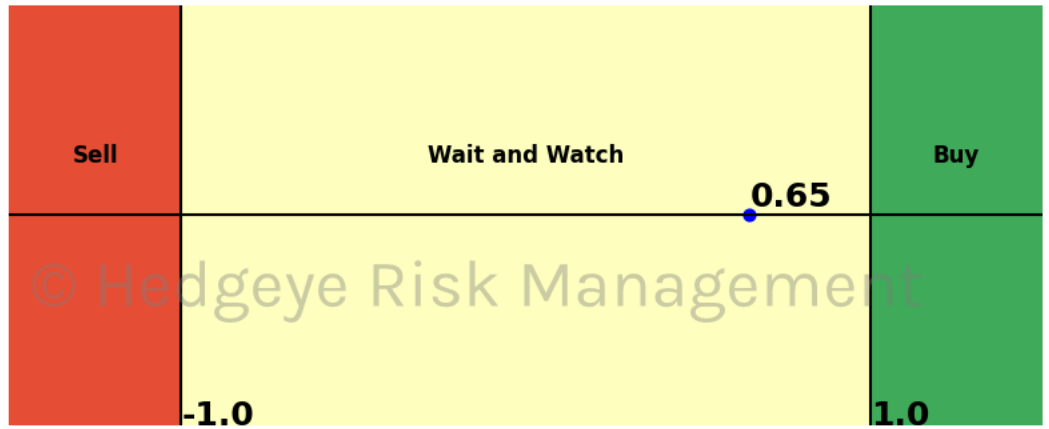 Sell
Wait and Watch
Buy
0.65
© Hedgeye Risk Management
-1.0
1.0